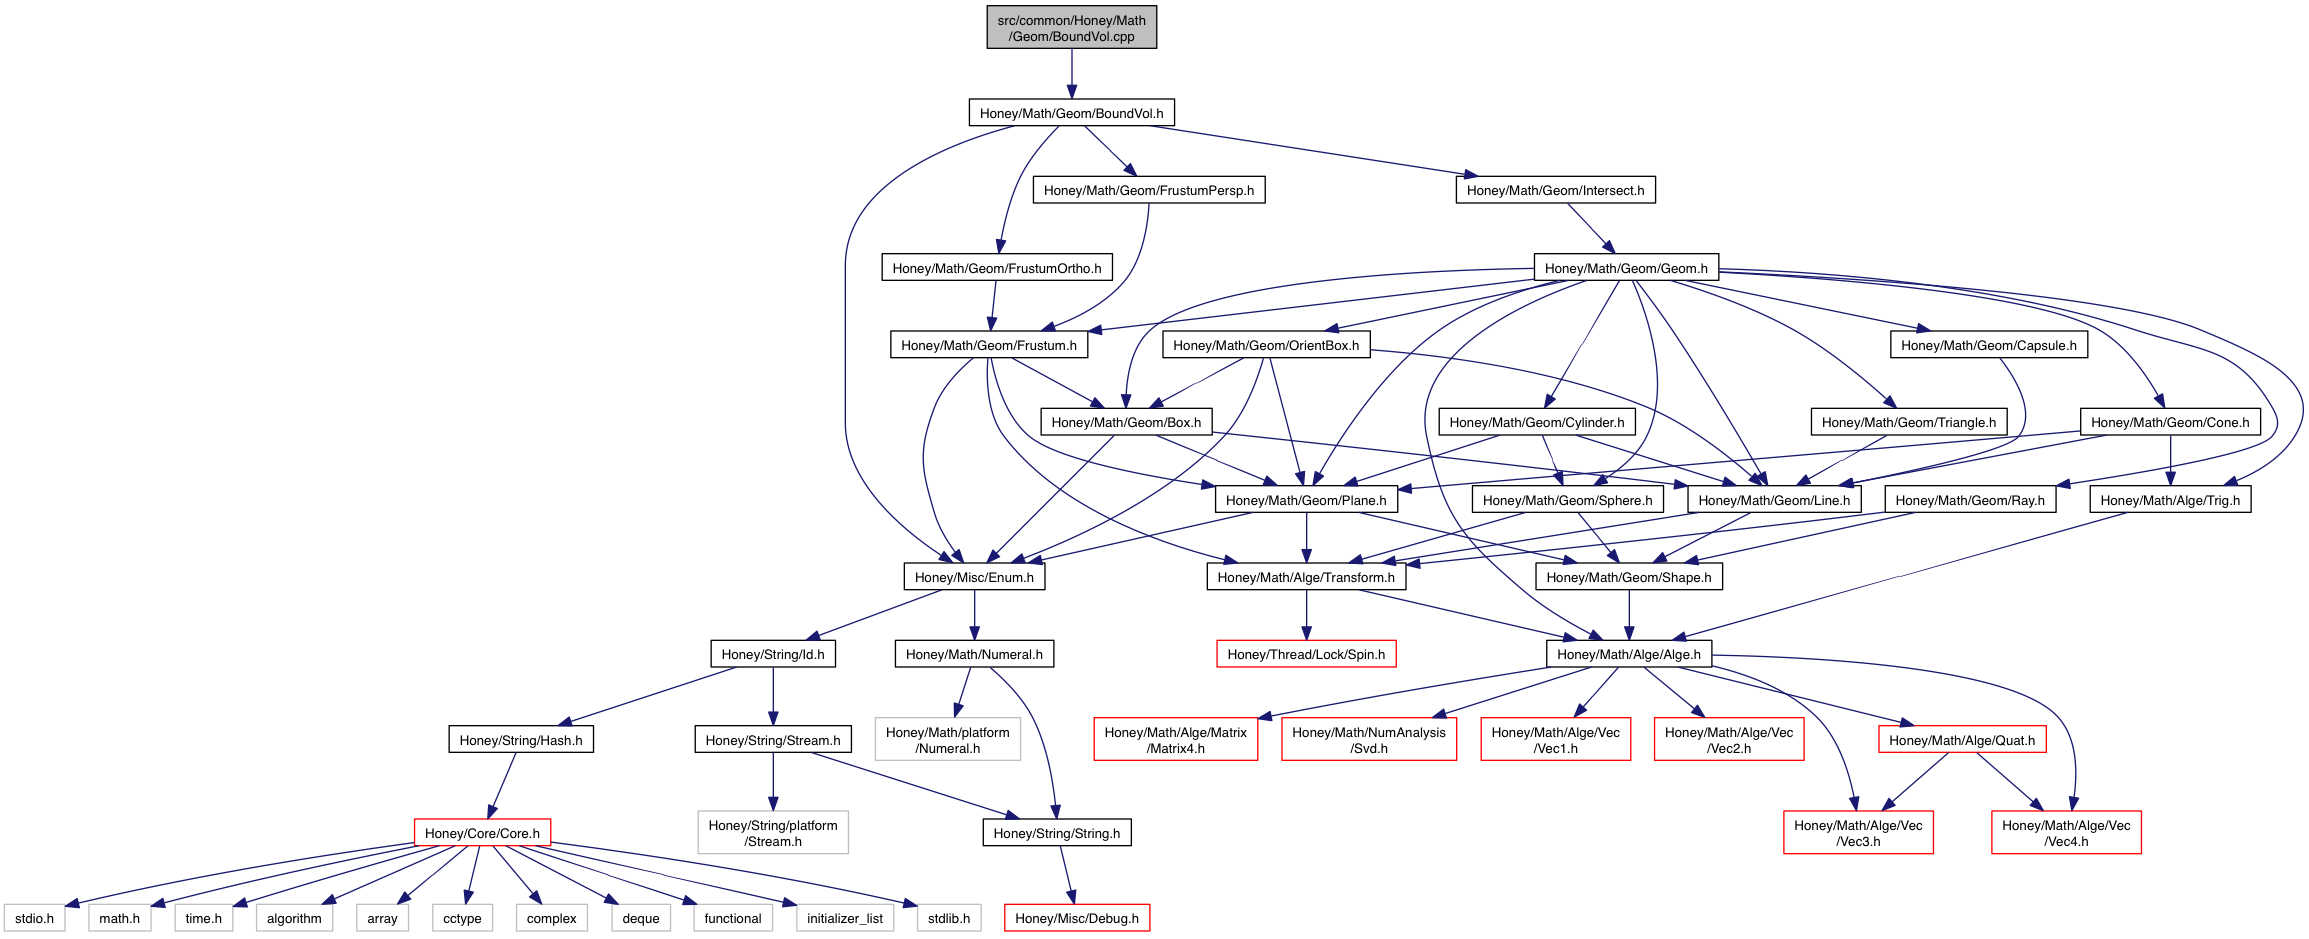 src/common/Honey/Math
/Geom/BoundVol.cpp
Honey/Math/Geom/BoundVol.h
Honey/Math/Geom/FrustumPersp.h
Honey/Math/Geom/Intersect.h
Honey/Math/Geom/FrustumOrtho.h
Honey/Math/Geom/Geom.h
Honey/Math/Geom/Frustum.h
Honey/Math/Geom/OrientBox.h
Honey/Math/Geom/Capsule.h
Honey/Math/Geom/Box.h
Honey/Math/Geom/Cylinder.h
Honey/Math/Geom/Triangle.h
Honey/Math/Geom/Cone.h
Honey/Math/Geom/Plane.h
Honey/Math/Geom/Sphere.h
Honey/Math/Geom/Line.h
Honey/Math/Geom/Ray.h
Honey/Math/Alge/Trig.h
Honey/Misc/Enum.h
Honey/Math/Alge/Transform.h
Honey/Math/Geom/Shape.h
Honey/String/Id.h
Honey/Math/Numeral.h
Honey/Thread/Lock/Spin.h
Honey/Math/Alge/Alge.h
Honey/String/Hash.h
Honey/String/Stream.h
Honey/Math/platform
/Numeral.h
Honey/Math/Alge/Matrix
/Matrix4.h
Honey/Math/NumAnalysis
/Svd.h
Honey/Math/Alge/Vec
/Vec1.h
Honey/Math/Alge/Vec
/Vec2.h
Honey/Math/Alge/Quat.h
Honey/Core/Core.h
Honey/String/platform
/Stream.h
Honey/String/String.h
Honey/Math/Alge/Vec
/Vec3.h
Honey/Math/Alge/Vec
/Vec4.h
stdio.h
math.h
time.h
algorithm
array
cctype
complex
deque
functional
initializer_list
stdlib.h
Honey/Misc/Debug.h